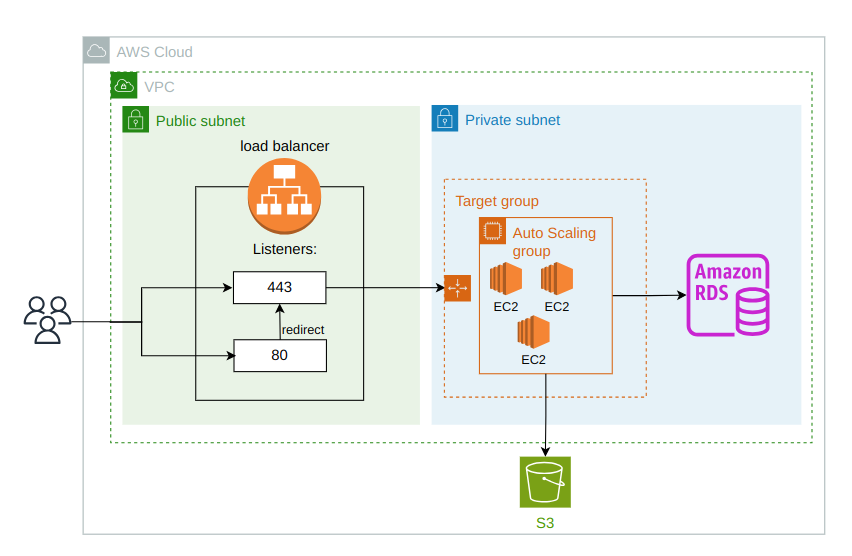 AWS Cloud
VPC
Public subnet
Private subnet
load balancer
Target group
Auto Scaling
group
Listeners:
443
redirect
80
EC2
EC2
EC2
Amazon
RDS
S3